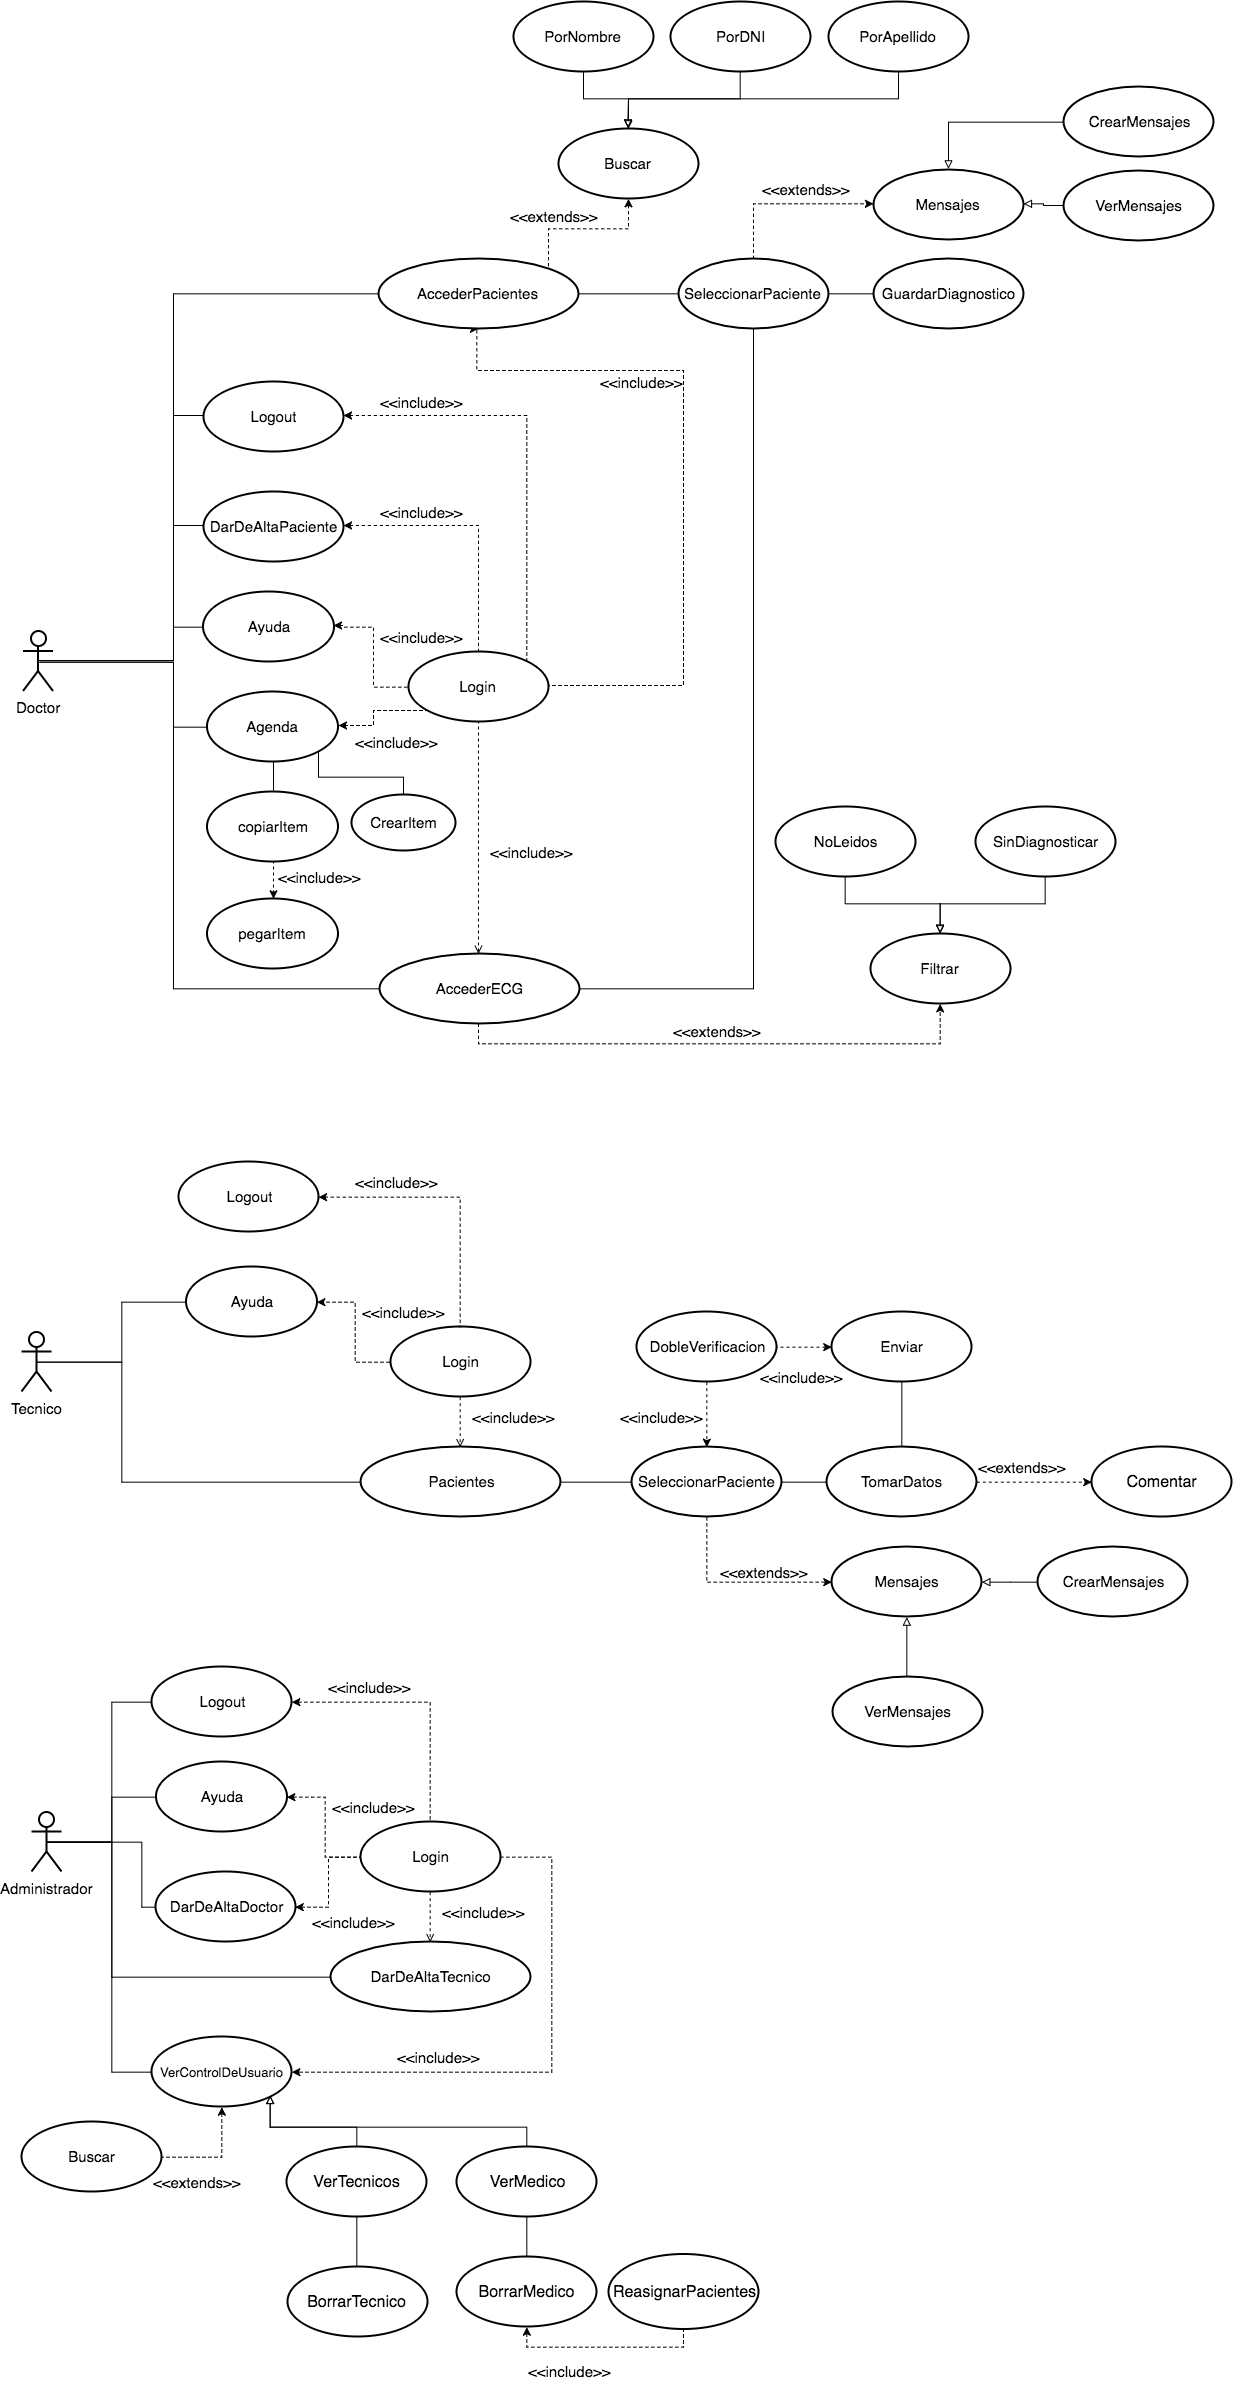 PorNombre
PorDNI
PorApellido
CrearMensajes
Buscar
<<extends>>
Mensajes
VerMensajes
<<extends>>
AccederPacientes
SeleccionarPaciente
GuardarDiagnostico
<<include>>
<<include>>
Logout
<<include>>
DarDeAltaPaciente
Ayuda
<<include>>
Login
Doctor
Agenda
<<include>>
copiarItem
CrearItem
NoLeidos
SinDiagnosticar
<<include>>
<<include>>
pegarItem
Filtrar
AccederECG
<<extends>>
<<include>>
Logout
Ayuda
<<include>>
DobleVerificacion
Enviar
Login
<<include>>
Tecnico
<<include>>
<<include>>
<<extends>>
Pacientes
SeleccionarPaciente
TomarDatos
Comentar
<<extends>>
Mensajes
CrearMensajes
<<include>>
Logout
VerMensajes
Ayuda
<<include>>
Login
Administrador
DarDeAltaDoctor
<<include>>
<<include>>
DarDeAltaTecnico
<<include>>
VerControlDeUsuario
Buscar
<<extends>>
VerTecnicos
VerMedico
BorrarTecnico
BorrarMedico
ReasignarPacientes
<<include>>